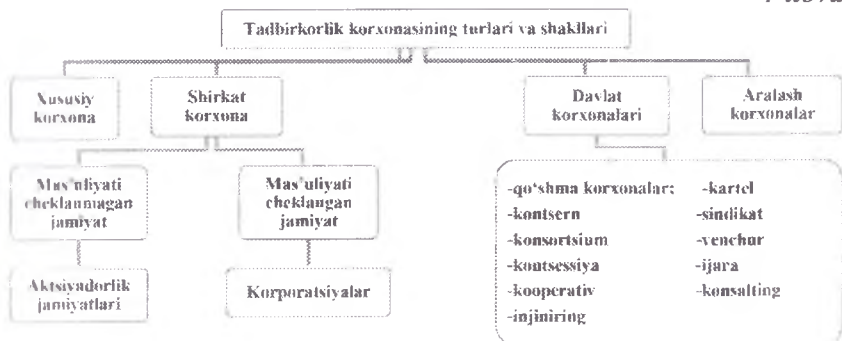 Tadbirkorlik korxonasining turlari va shakllari
Xususiy
korxona
Shirkat
korxona
Davlat
korxonalari
Aralash
korxonalar
Mas'uliyati
cheklanmagan
jamiyat
Mas'uliyati
cheklangan
jamiyat
Aktsiyadorlik
jamiyatlari
Korporatsiyalar
-qo'shma korxonalar;
-kontsern
-konsortsium
-kontsessiya
-kooperativ
-injiniring
-kartel
-sindikat
-venchur
-ijara
-konsalting